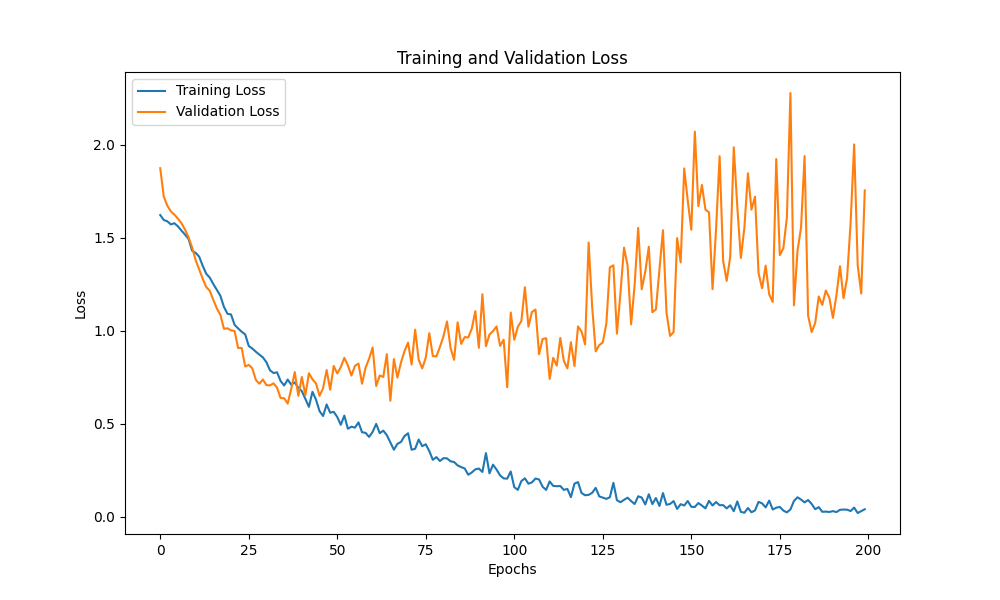 Training and Validation Loss
Training Loss
Validation Loss
2.0
1.5
1.0
0.5
0.0
Loss
0 25 50 75 100 125 150 175 200
Epochs